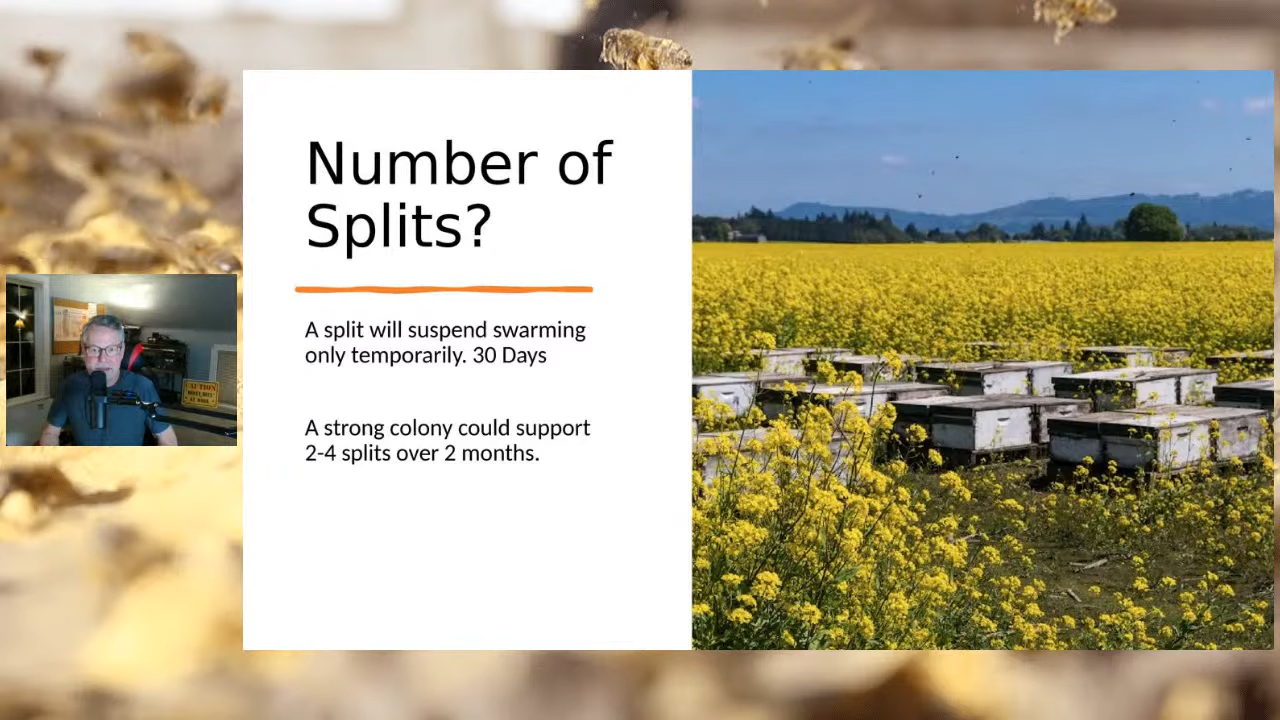 Number of
Splits?
A split will suspend swarming
only temporarily. 30 Days
A strong colony could support
2-4 splits over 2 months.
CAUTION